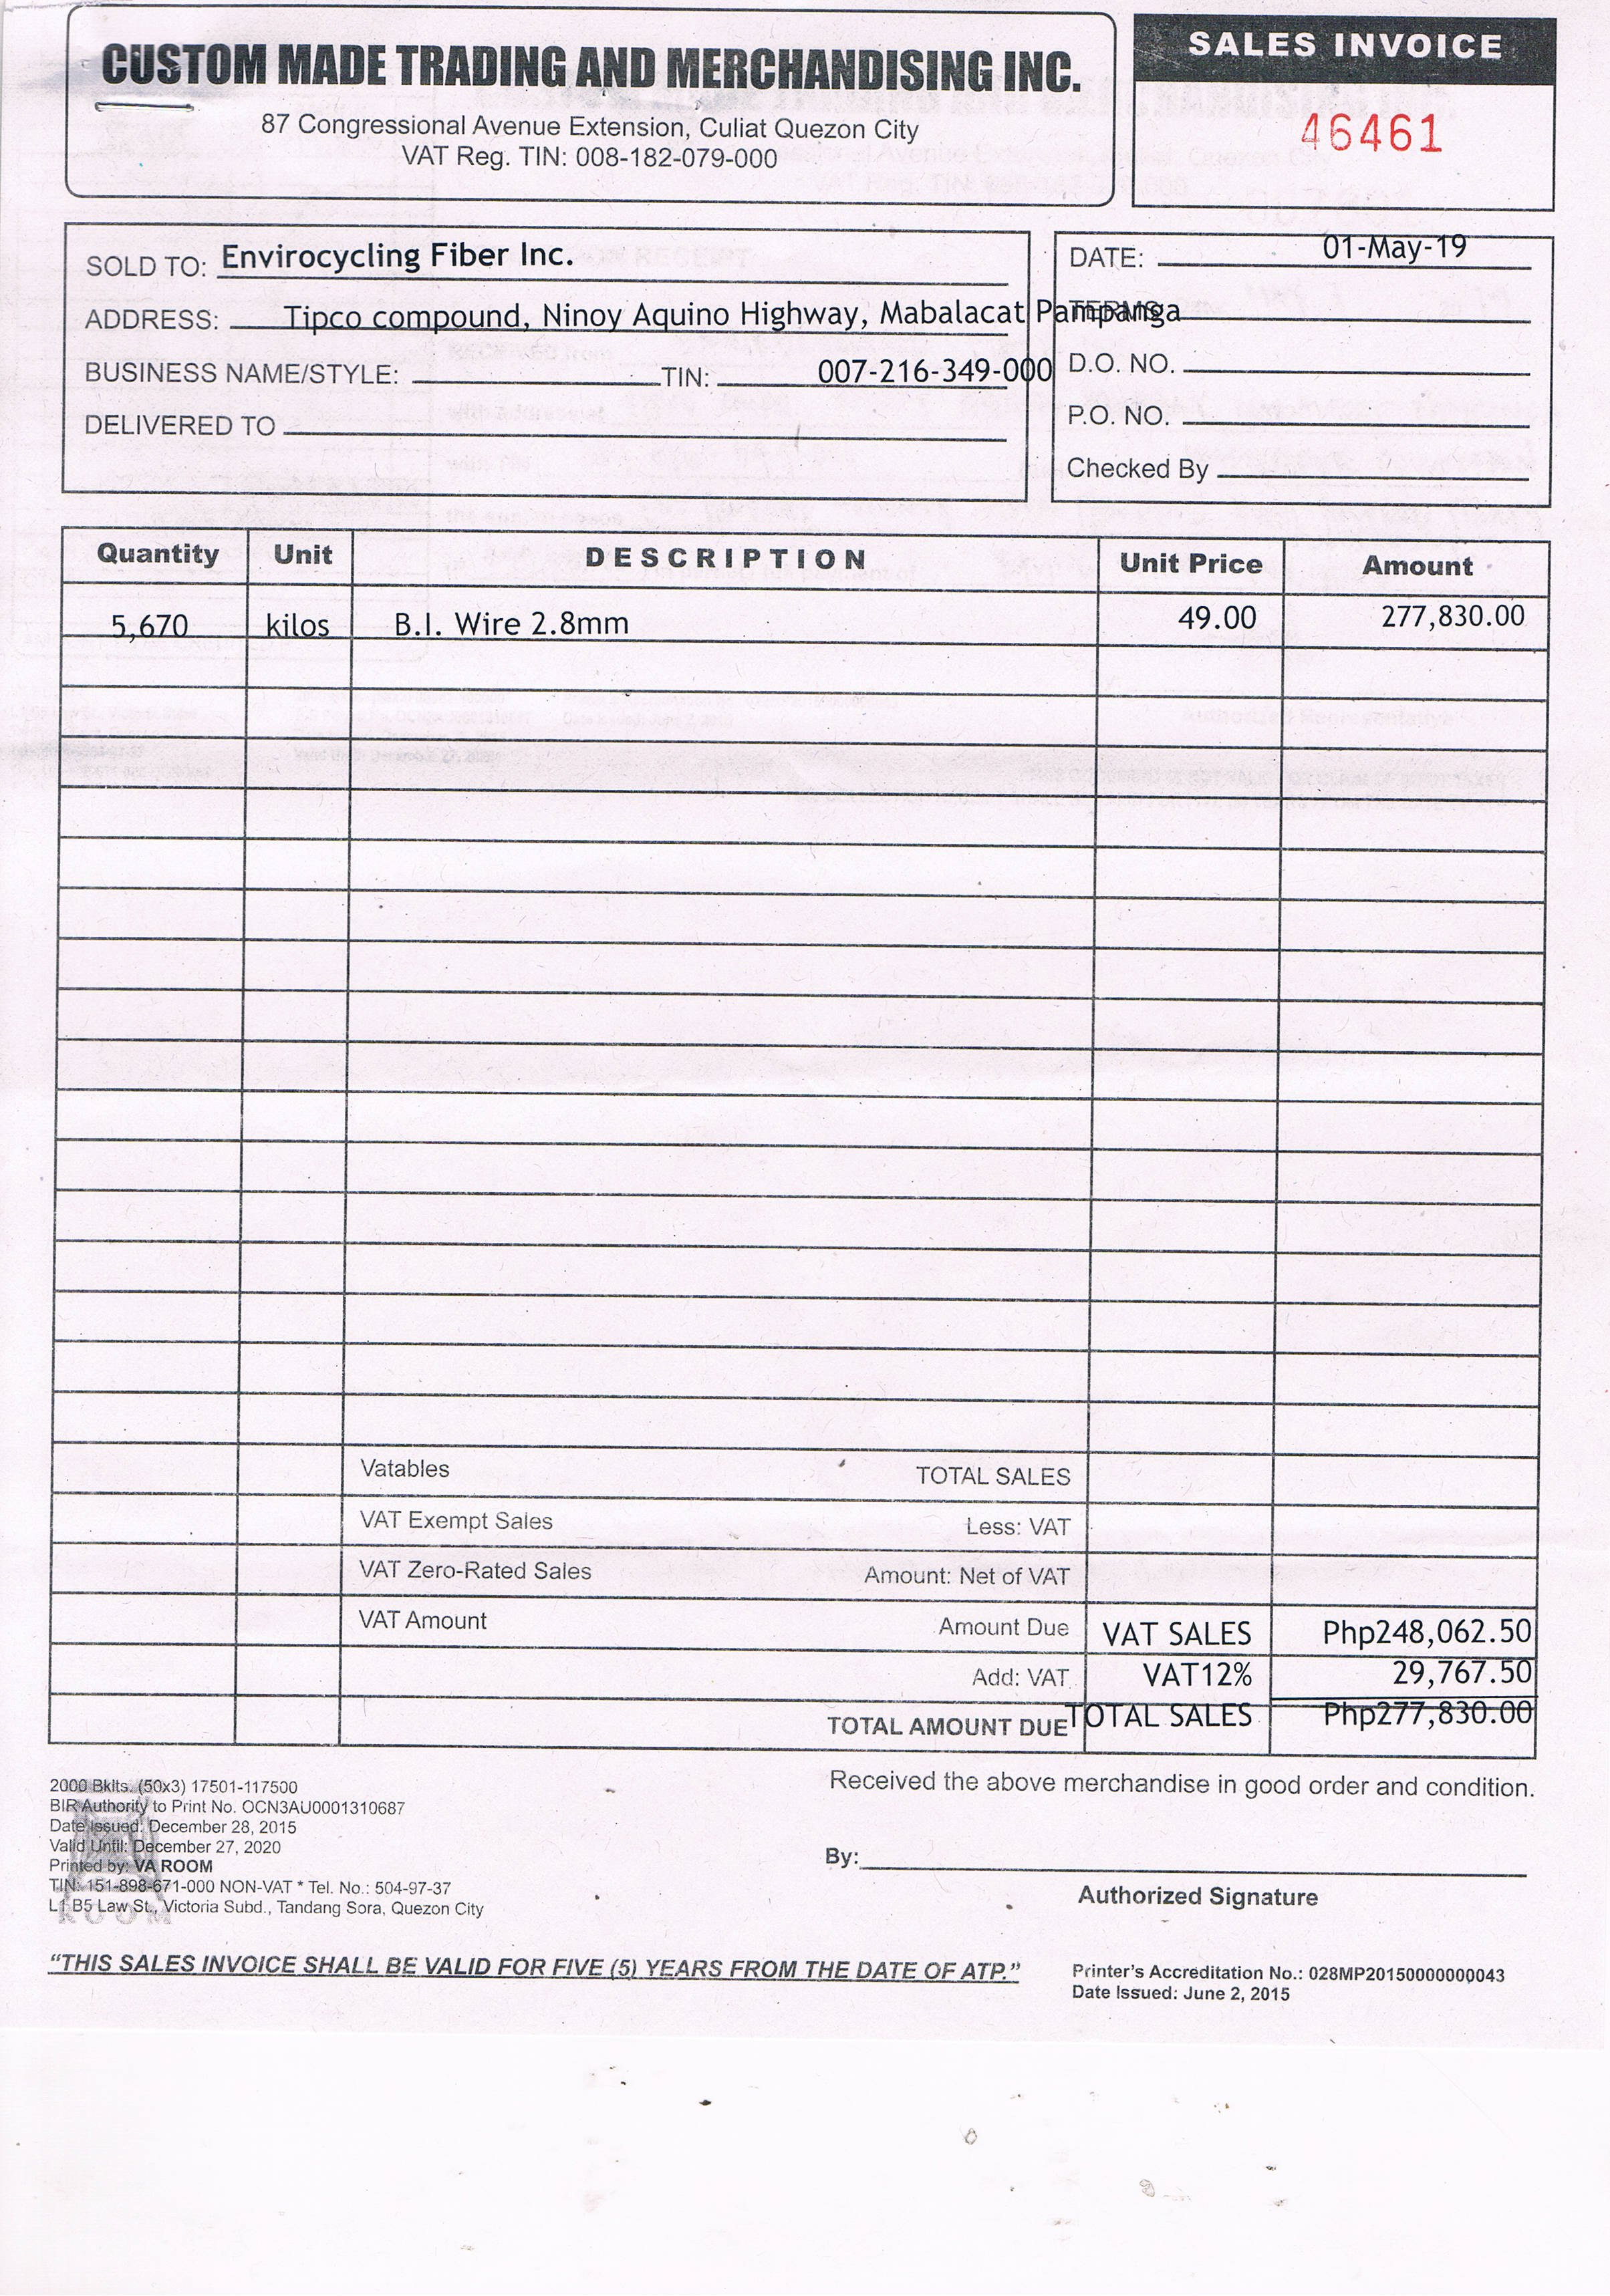 CUSTOM MADE TRADING AND MERCHANDISING INC.
87 Congressional Avenue Extension, Culiat Quezon City
VAT Reg. TIN: 008-182-079-000
SALES INVOICE
46461
SOLD TO: Envirocycling Fiber Inc.
ADDRESS: Tipco compound, Ninoy Aquino Highway, Mabalacat Pampanga
BUSINESS NAME/STYLE: TIN: 007-216-349-000
DELIVERED TO
DATE: 01-May-19
TERMS
D.O. NO.
P.O. NO.
Checked By
Quantity Unit DESCRIPTION Unit Price Amount
5,670 kilos B.I. Wire 2.8mm 49.00 277,830.00
Vatables TOTAL SALES
VAT Exempt Sales Less: VAT
VAT Zero-Rated Sales Amount: Net of VAT
VAT Amount Amount Due VAT SALES Php248,062.50
Add: VAT VAT12% 29,767.50
TOTAL AMOUNT DUE TOTAL SALES Php277,830.00
2000 Bklts. (50x3) 17501-117500
BIR Authority to Print No. OCN3AU0001310687
Date Issued: December 28, 2015
Valid Until: December 27, 2020
Printed by: VA ROOM
TIN: 151-898-671-000 NON-VAT * Tel. No.: 504-97-37
L1 B5 Law St., Victoria Subd., Tandang Sora, Quezon City
Received the above merchandise in good order and condition.
By:
Authorized Signature
“THIS SALES INVOICE SHALL BE VALID FOR FIVE (5) YEARS FROM THE DATE OF ATP.”
Printer's Accreditation No.: 028MP20150000000043
Date Issued: June 2, 2015